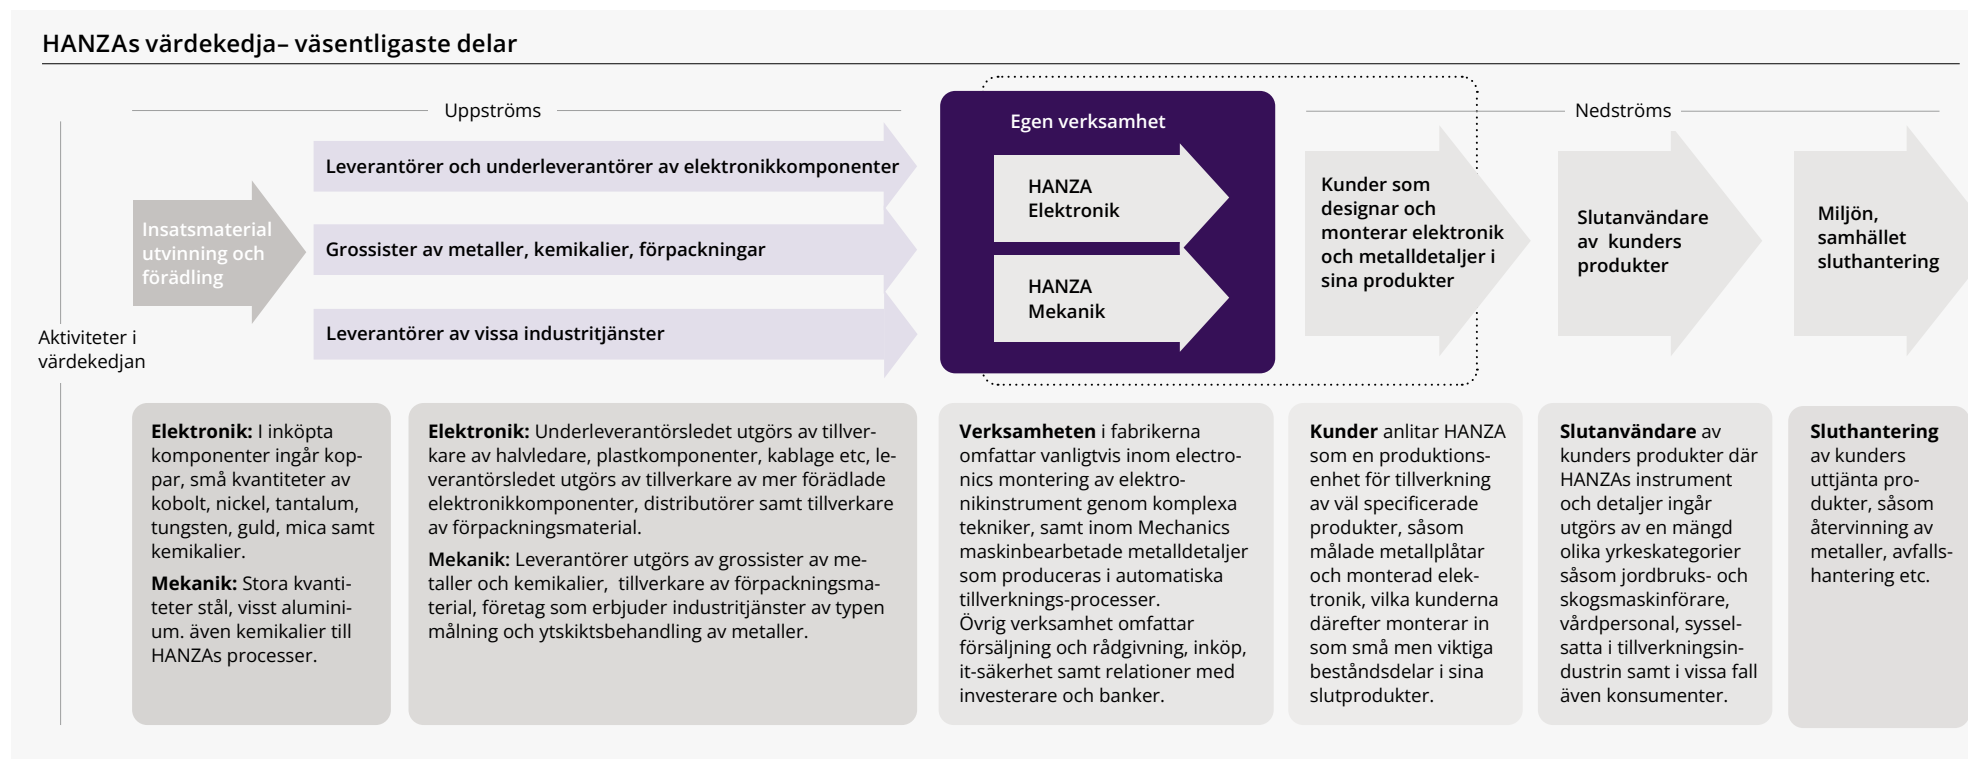 HANZAs värdekedja– väsentligaste delar
Uppströms
Egen verksamhet
Nedströms
Aktiviteter i
värdekedjan
Insatsmaterial
utvinning och
förädling
Leverantörer och underleverantörer av elektronikkomponenter
Grossister av metaller, kemikalier, förpackningar
Leverantörer av vissa industritjänster
HANZA
Elektronik
HANZA
Mekanik
Kunder som
designar och
monterar elektronik
och metalldetaljer i
sina produkter
Slutanvändare
av kunders
produkter
Miljön,
samhället
sluthantering
Elektronik: I inköpta
komponenter ingår kop-
par, små kvantiteter av
kobolt, nickel, tantalum,
tungsten, guld, mica samt
kemikalier.
Mekanik: Stora kvanti-
teter stål, visst alumini-
um. även kemikalier till
HANZAs processer.
Elektronik: Underleverantörsledet utgörs av tillver-
kare av halvledare, plastkomponenter, kablage etc, le-
verantörsledet utgörs av tillverkare av mer förädlade
elektronikkomponenter, distributörer samt tillverkare
av förpackningsmaterial.
Mekanik: Leverantörer utgörs av grossister av me-
taller och kemikalier, tillverkare av förpackningsma-
terial, företag som erbjuder industritjänster av typen
målning och ytskiktsbehandling av metaller.
Verksamheten i fabrikerna
omfattar vanligtvis inom electro-
nics montering av elektro-
nikinstrument genom komplexa
tekniker, samt inom Mechanics
maskinbearbetade metalldetaljer
som produceras i automatiska
tillverknings-processer.
Övrig verksamhet omfattar
försäljning och rådgivning, inköp,
it-säkerhet samt relationer med
investerare och banker.
Kunder anlitar HANZA
som en produktions-
enhet för tillverkning
av väl specificerade
produkter, såsom
målade metallplåtar
och monterad elek-
tronik, vilka kunderna
därefter monterar in
som små men viktiga
beståndsdelar i sina
slutprodukter.
Slutanvändare av
kunders produkter där
HANZAs instrument
och detaljer ingår
utgörs av en mängd
olika yrkeskategorier
såsom jordbruks- och
skogsmaskinförare,
vårdpersonal, syssel-
satta i tillverkningsin-
dustrin samt i vissa fall
även konsumenter.
Sluthantering
av kunders
uttjänta pro-
dukter, såsom
återvinning av
metaller, avfalls-
hantering etc.